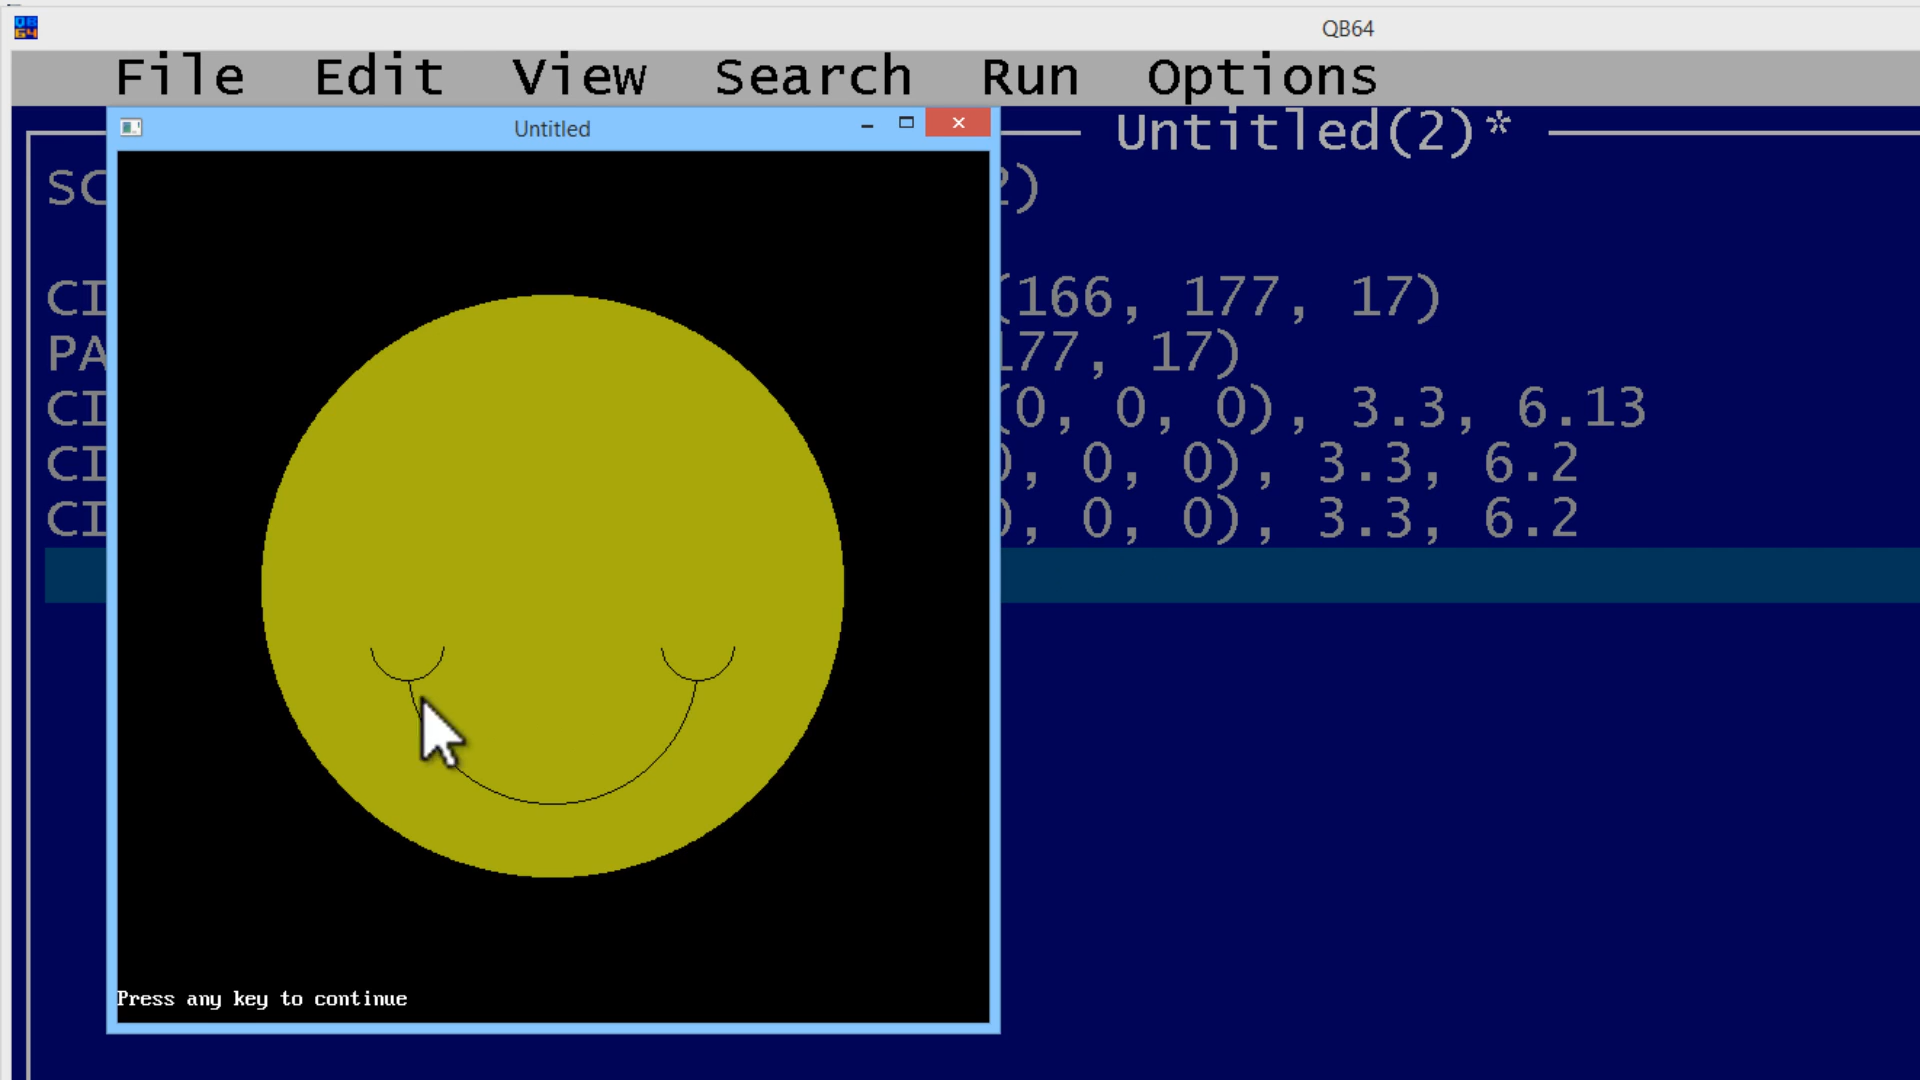 QB64
File Edit View Search Run Options
Untitled
Untitled(2)*
SC 2)
CI (166, 177, 17)
PA 177, 17)
CI (0, 0, 0), 3.3, 6.13
CI 0, 0, 0), 3.3, 6.2
CI 0, 0, 0), 3.3, 6.2
Press any key to continue